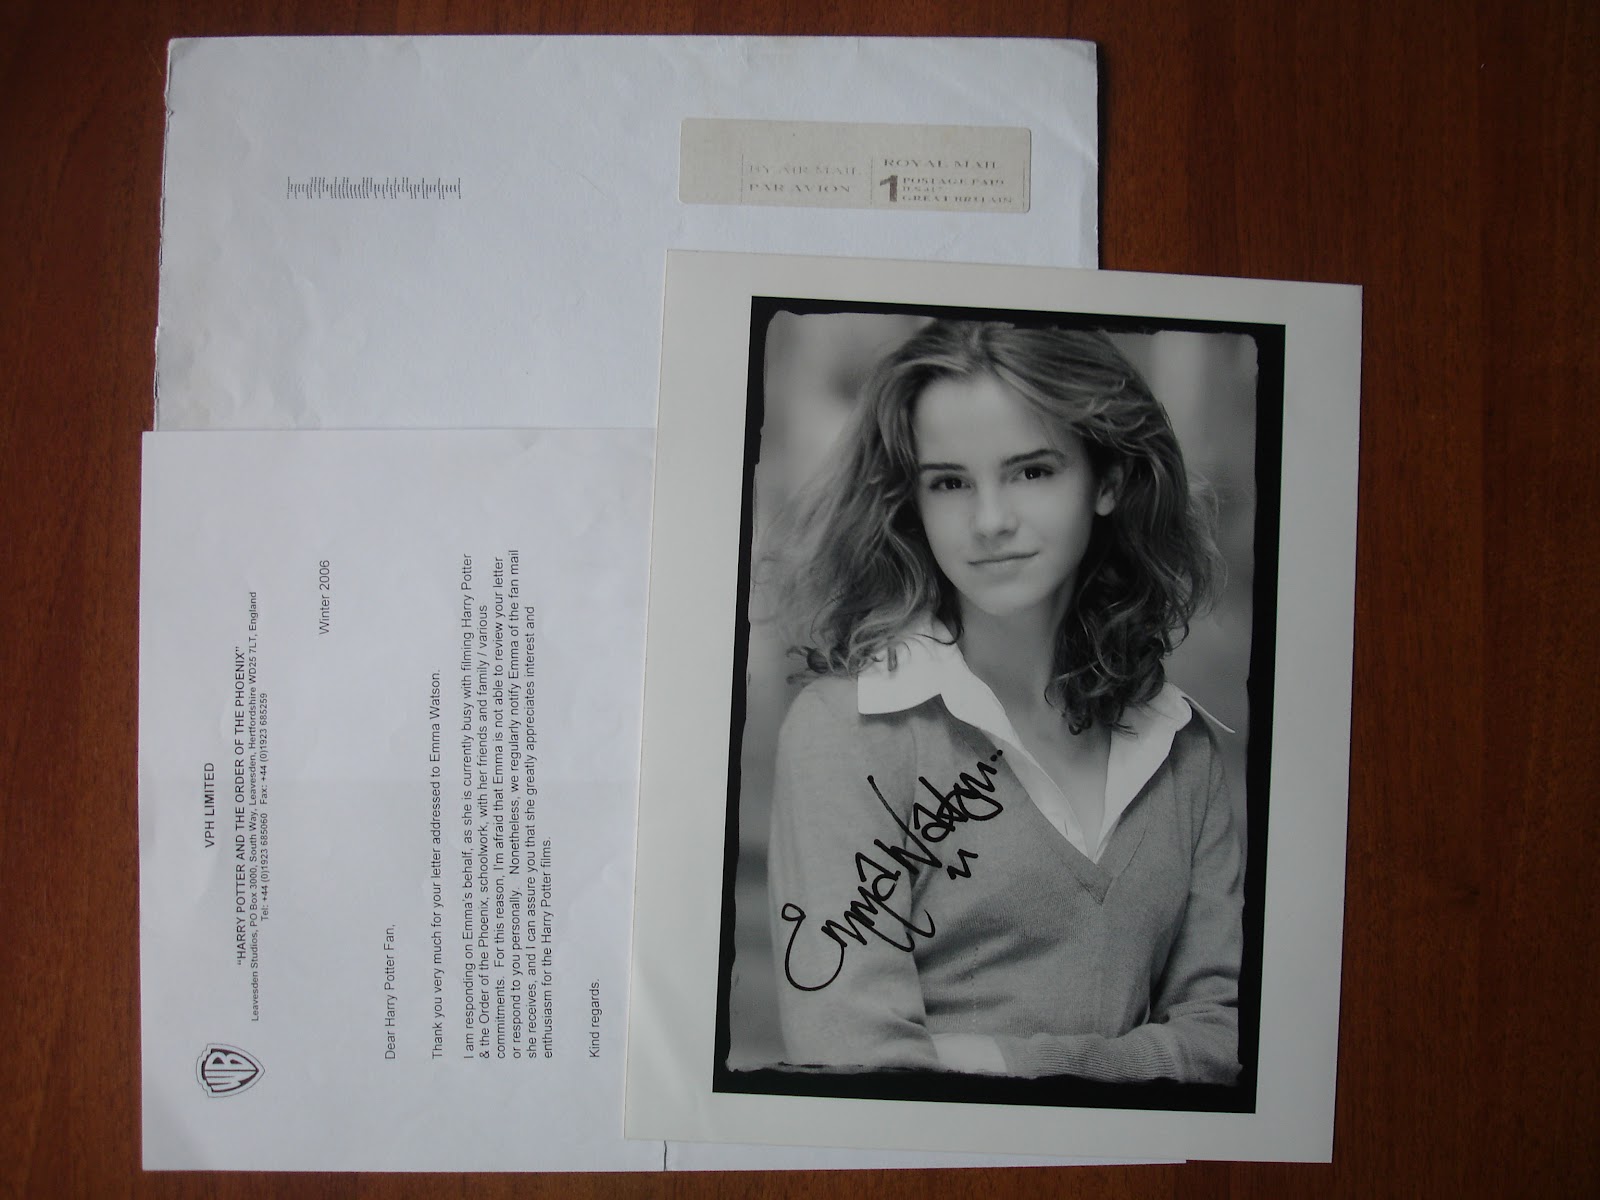 BY AIR MAIL
PAR AVION
ROYAL MAIL
1
POSTAGE PAID
GREAT BRITAIN
WB
VPH LIMITED
"HARRY POTTER AND THE ORDER OF THE PHOENIX"
Leavesden Studios, PO Box 3000, South Way, Leavesden, Hertfordshire WD25 7LT, England
Tel: +44 (0)1923 685060 Fax: +44 (0)1923 685259
Winter 2006
Dear Harry Potter Fan,
Thank you very much for your letter addressed to Emma Watson.
I am responding on Emma's behalf, as she is currently busy with filming Harry Potter
& the Order of the Phoenix, schoolwork, with her friends and family / various
commitments. For this reason, I'm afraid that Emma is not able to review your letter
or respond to you personally. Nonetheless, we regularly notify Emma of the fan mail
she receives, and I can assure you that she greatly appreciates interest and
enthusiasm for the Harry Potter films.
Kind regards.
Emma Watson